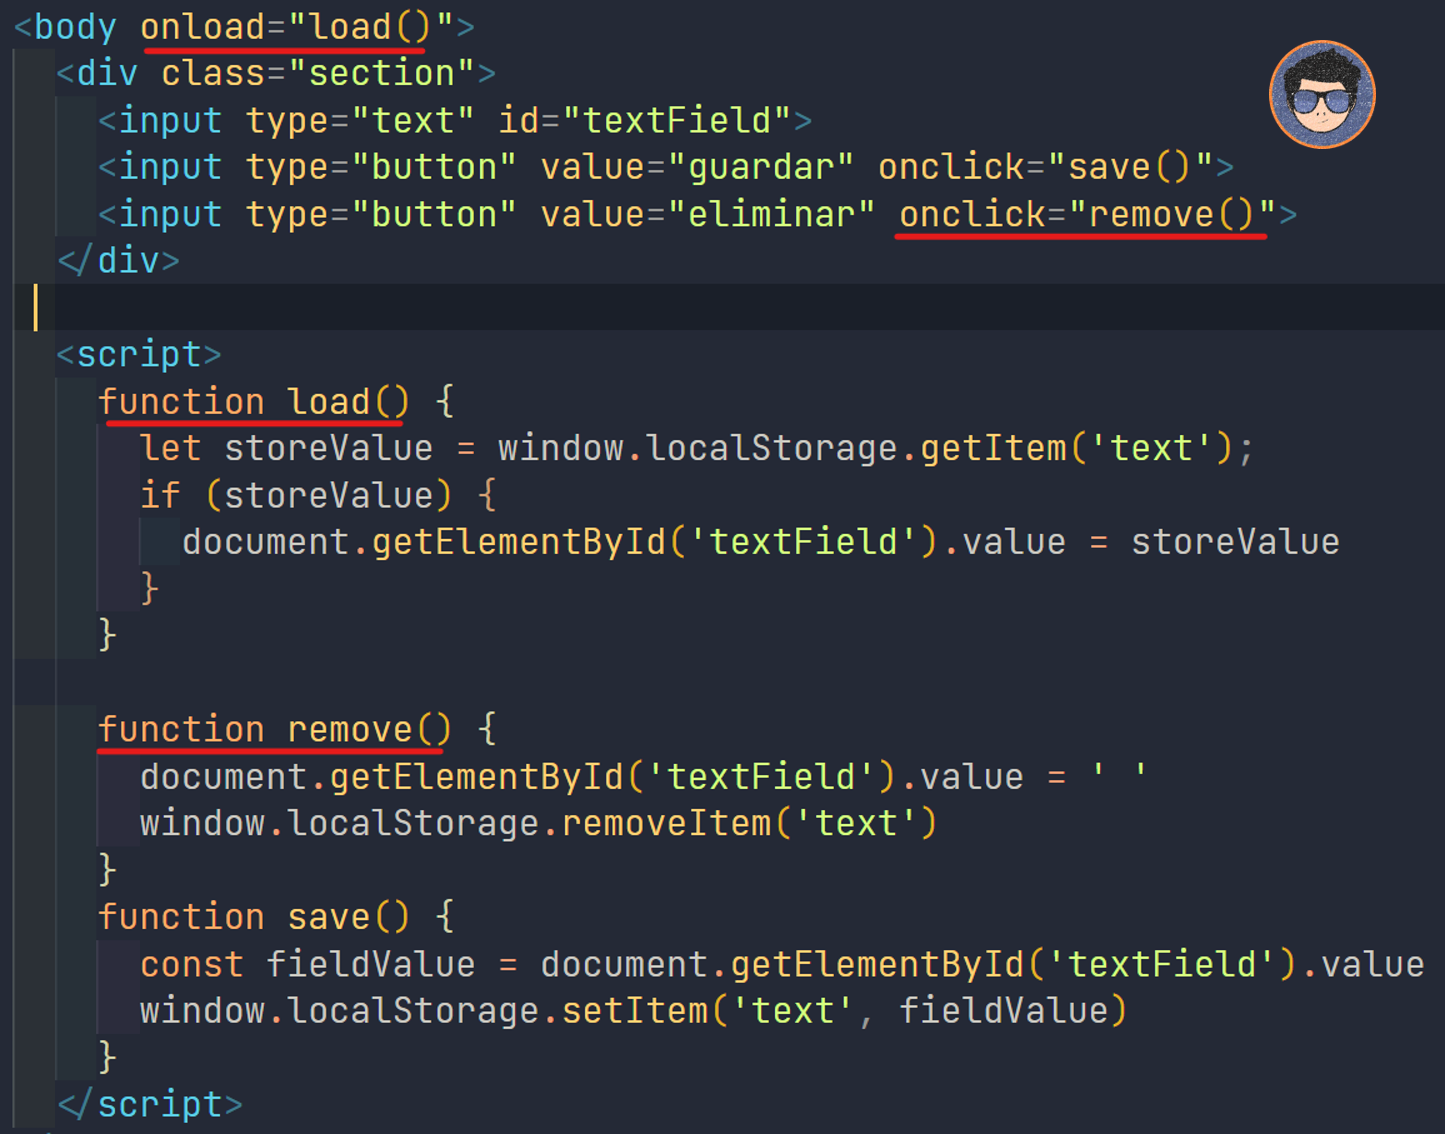 <body onload="load()">
<div class="section">
<input type="text" id="textField">
<input type="button" value="guardar" onclick="save()">
<input type="button" value="eliminar" onclick="remove()">
</div>
<script>
function load() {
let storeValue = window.localStorage.getItem('text');
if (storeValue) {
document.getElementById('textField').value = storeValue
}
}
function remove() {
document.getElementById('textField').value = ' '
window.localStorage.removeItem('text')
}
function save() {
const fieldValue = document.getElementById('textField').value
window.localStorage.setItem('text', fieldValue)
}
</script>